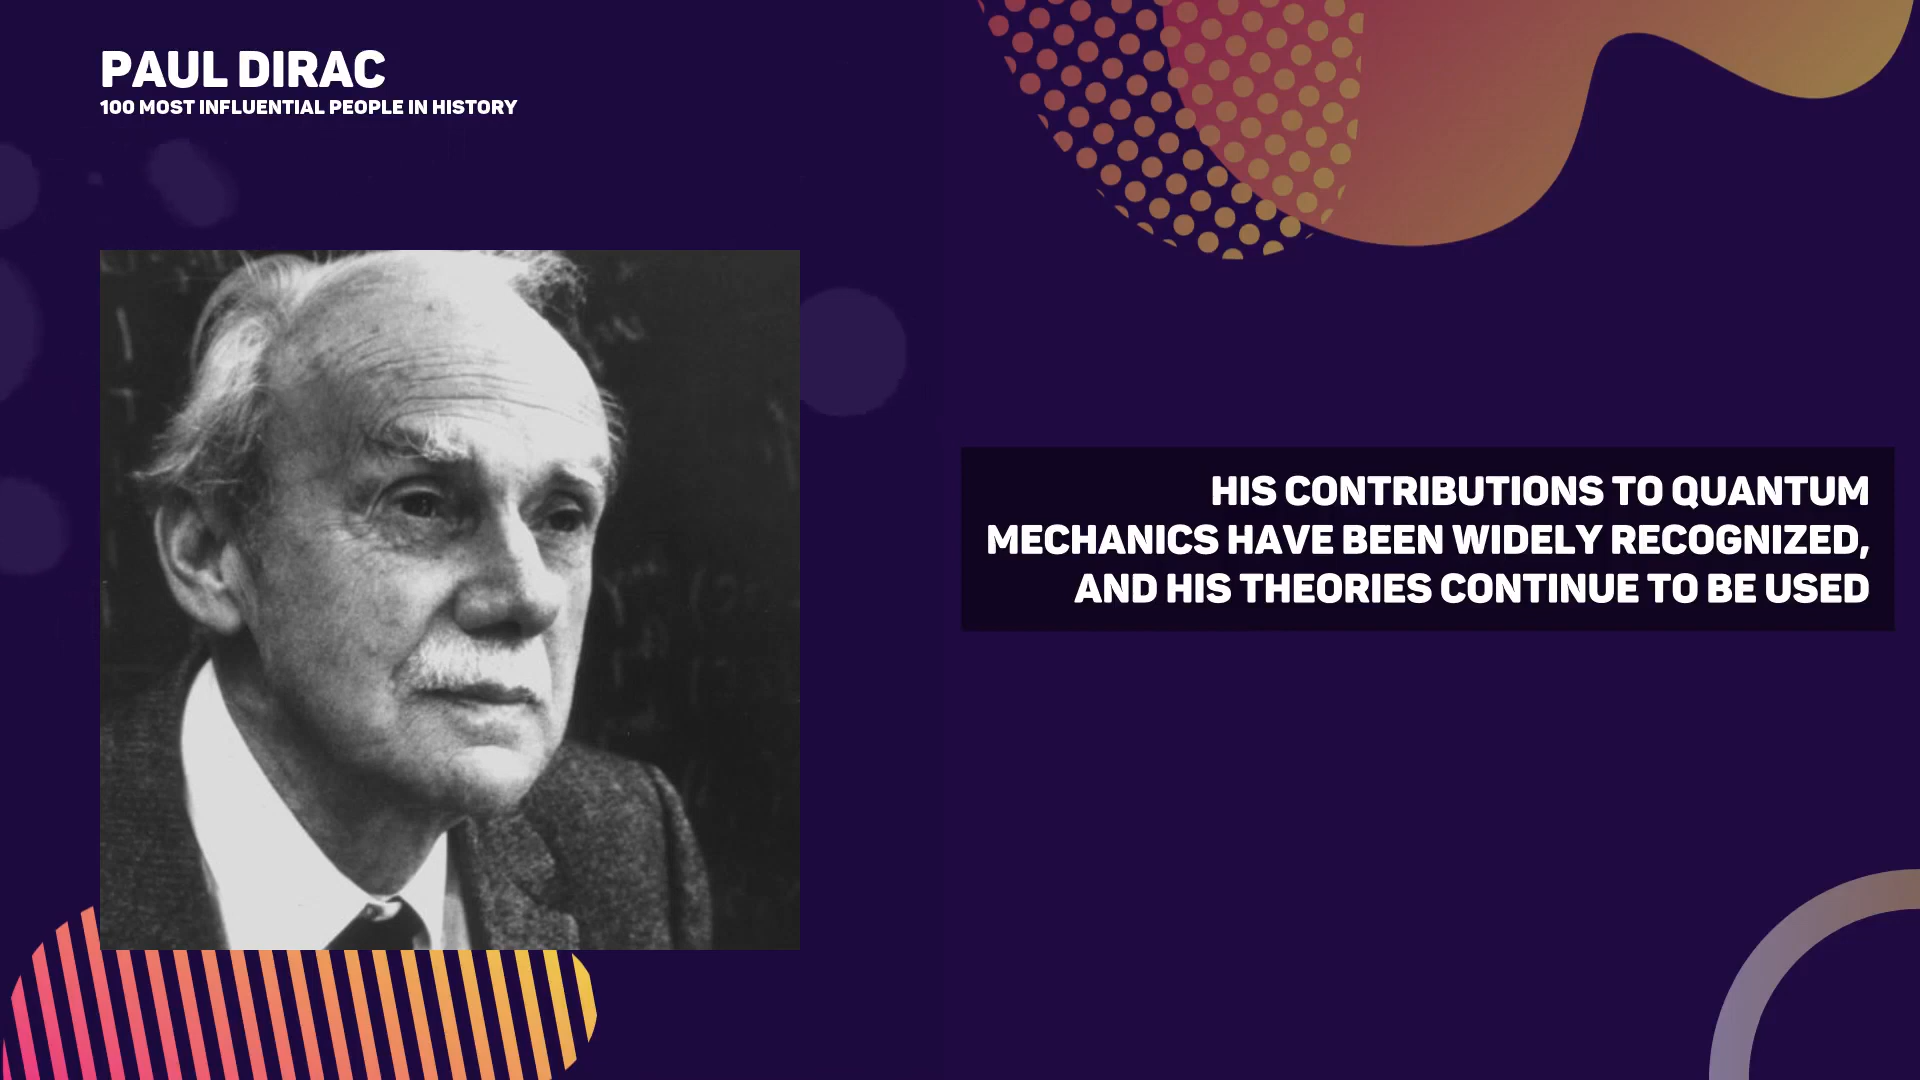 PAUL DIRAC
100 MOST INFLUENTIAL PEOPLE IN HISTORY
HIS CONTRIBUTIONS TO QUANTUM
MECHANICS HAVE BEEN WIDELY RECOGNIZED,
AND HIS THEORIES CONTINUE TO BE USED